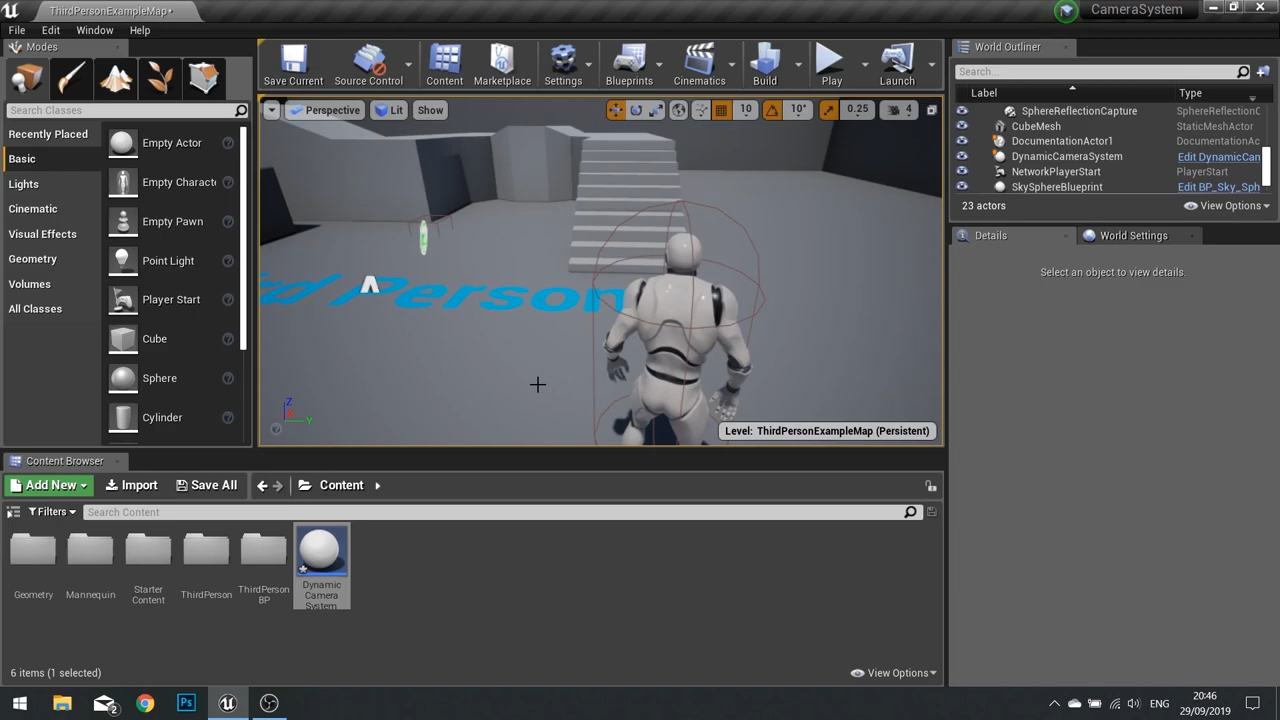 ThirdPersonExampleMap*
CameraSystem
File Edit Window Help
Modes
World Outliner
Save Current
Source Control
Content
Marketplace
Settings
Blueprints
Cinematics
Build
Play
Launch
Search...
Label
Type
Search Classes
Perspective
Lit
Show
10
10°
0.25
4
SphereReflectionCapture SphereReflectionC
CubeMesh StaticMeshActor
DocumentationActor1 DocumentationAc
DynamicCameraSystem Edit DynamicCan
NetworkPlayerStart PlayerStart
SkySphereBlueprint Edit BP_Sky_Sph
23 actors
View Options
Recently Placed
Basic
Lights
Cinematic
Visual Effects
Geometry
Volumes
All Classes
Empty Actor
Empty Characte
Empty Pawn
Point Light
Player Start
Cube
Sphere
Cylinder
rd Person
Z
X
Y
Level: ThirdPersonExampleMap (Persistent)
Details
World Settings
Select an object to view details.
Content Browser
Add New
Import
Save All
Content
Filters
Search Content
Geometry
Mannequin
Starter
Content
ThirdPerson
ThirdPerson
BP
Dynamic
Camera
System
6 items (1 selected)
View Options
2
Ps
ENG
20:46
29/09/2019